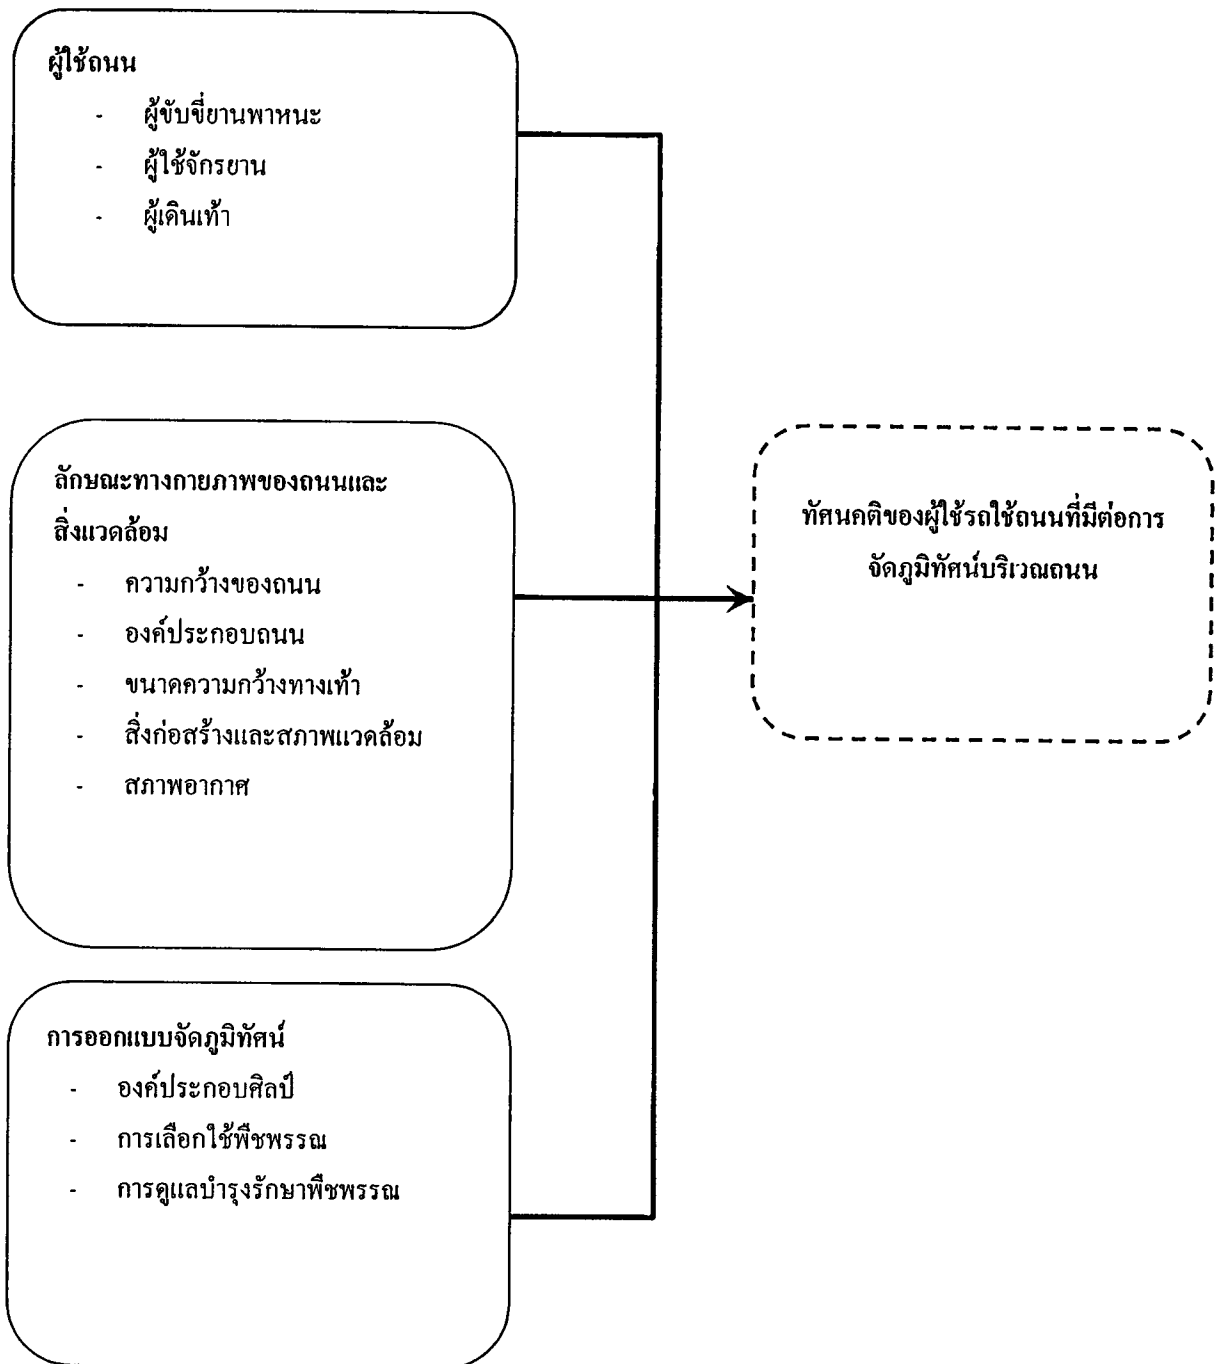 ผู้ใช้ถนน
- ผู้ขับขี่ยานพาหนะ
- ผู้ใช้จักรยาน
- ผู้เดินเท้า
ลักษณะทางกายภาพของถนนและ
สิ่งแวดล้อม
- ความกว้างของถนน
- องค์ประกอบถนน
- ขนาดความกว้างทางเท้า
- สิ่งก่อสร้างและสภาพแวดล้อม
- สภาพอากาศ
ทัศนคติของผู้ใช้รถใช้ถนนที่มีต่อการ
จัดภูมิทัศน์บริเวณถนน
การออกแบบจัดภูมิทัศน์
- องค์ประกอบศิลป์
- การเลือกใช้พืชพรรณ
- การดูแลบำรุงรักษาพืชพรรณ